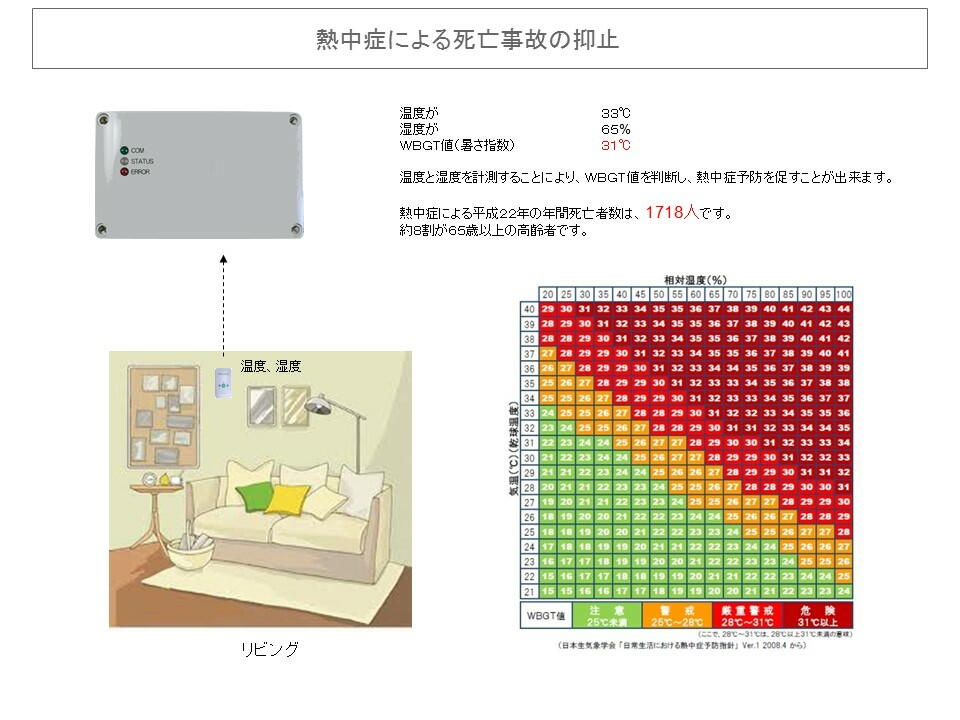 熱中症による死亡事故の抑止
COM
STATUS
ERROR
温度が 33℃
湿度が 65%
WBGT値(暑さ指数) 31℃
温度と湿度を計測することにより、WBGT値を判断し、熱中症予防を促すことが出来ます。
熱中症による平成22年の年間死亡者数は、1718人です。
約8割が65歳以上の高齢者です。
温度、湿度
リビング
相対湿度(%)
20 25 30 35 40 45 50 55 60 65 70 75 80 85 90 95 100
気温(℃)(乾球温度)
40 29 30 31 32 33 34 35 35 36 37 38 39 40 41 42 43 44
39 28 29 30 31 32 33 34 35 35 36 37 38 39 40 41 42 43
38 28 28 29 30 31 32 33 34 35 35 36 37 38 39 40 41 42
37 27 28 29 29 30 31 32 33 34 35 35 36 37 38 39 40 41
36 26 27 28 29 29 30 31 32 33 34 34 35 36 37 38 39 39
35 25 26 27 28 29 29 30 31 32 33 33 34 35 36 37 38 38
34 25 25 26 27 28 29 29 30 31 32 33 33 34 35 36 37 37
33 24 25 25 26 27 28 28 29 30 31 32 32 33 34 35 35 36
32 23 24 25 25 26 27 28 28 29 30 31 31 32 33 34 34 35
31 22 23 24 24 25 26 27 27 28 29 30 30 31 32 33 33 34
30 21 22 23 24 24 25 26 27 27 28 29 29 30 31 32 32 33
29 21 21 22 23 24 24 25 26 26 27 28 29 29 30 31 31 32
28 20 21 21 22 23 23 24 25 25 26 27 28 28 29 30 30 31
27 19 20 21 21 22 23 23 24 25 25 26 27 27 28 29 29 30
26 18 19 20 20 21 22 22 23 24 24 25 26 26 27 28 28 29
25 18 18 19 20 20 21 22 22 23 23 24 25 25 26 27 27 28
24 17 18 18 19 19 20 21 21 22 22 23 24 24 25 26 26 27
23 16 17 17 18 19 19 20 20 21 22 22 23 23 24 25 25 26
22 15 16 17 17 18 18 19 19 20 21 21 22 22 23 24 24 25
21 15 15 16 16 17 17 18 19 19 20 20 21 21 22 23 23 24
WBGT値
注 意
25℃未満
警 戒
25℃~28℃
厳重警戒
28℃~31℃
危 険
31℃以上
(ここで、28℃~31℃は、28℃以上31℃未満の意味)
(日本生気象学会「日常生活における熱中症予防指針」Ver.1 2008.4 から)